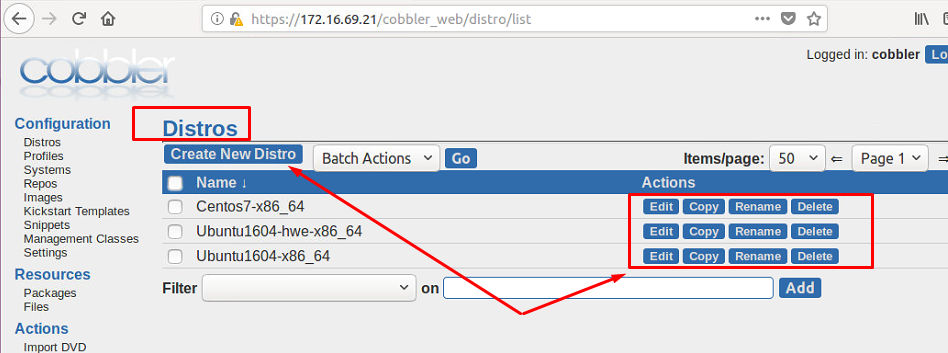 https://172.16.69.21/cobbler_web/distro/list
cobbler
Logged in: cobbler
Configuration
Distros
Profiles
Systems
Repos
Images
Kickstart Templates
Snippets
Management Classes
Settings
Resources
Packages
Files
Actions
Import DVD
Distros
Create New Distro Batch Actions Go Items/page: 50 ⇐ Page 1 ⇒
Name ↓ Actions
Centos7-x86_64 Edit Copy Rename Delete
Ubuntu1604-hwe-x86_64 Edit Copy Rename Delete
Ubuntu1604-x86_64 Edit Copy Rename Delete
Filter on Add